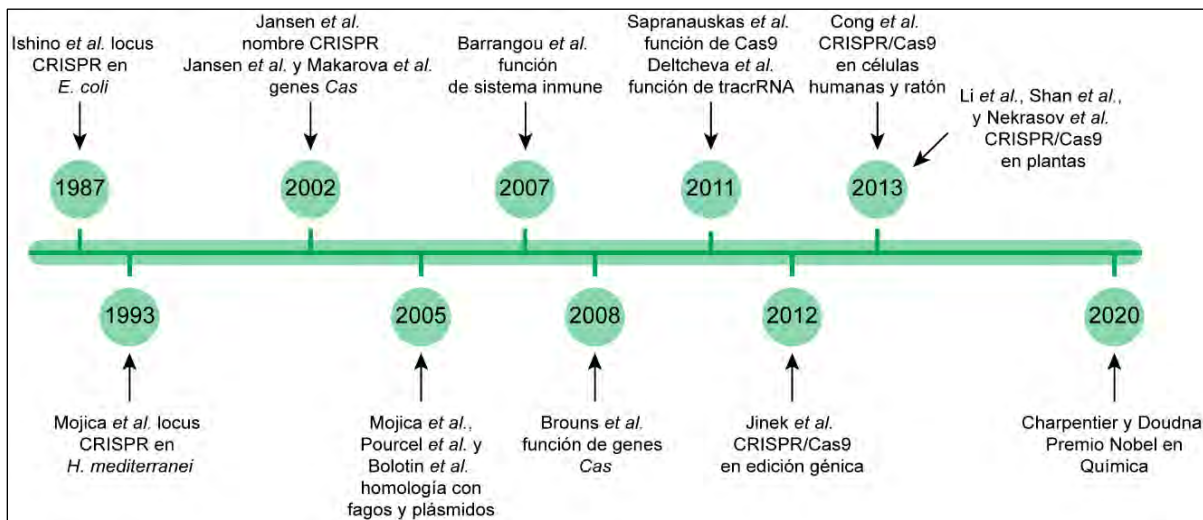 Ishino et al. locus
CRISPR en
E. coli
1987
Jansen et al.
nombre CRISPR
Jansen et al. y Makarova et al.
genes Cas
2002
Barrangou et al.
función
de sistema inmune
2007
Sapranauskas et al.
función de Cas9
Deltcheva et al.
función de tracrRNA
2011
Cong et al.
CRISPR/Cas9
en células
humanas y ratón
2013
Li et al., Shan et al.,
y Nekrasov et al.
CRISPR/Cas9
en plantas
1993
Mojica et al. locus
CRISPR en
H. mediterranei
2005
Mojica et al.,
Pourcel et al. y
Bolotin et al.
homología con
fagos y plásmidos
2008
Brouns et al.
función de genes
Cas
2012
Jinek et al.
CRISPR/Cas9
en edición génica
2020
Charpentier y Doudna
Premio Nobel en
Química